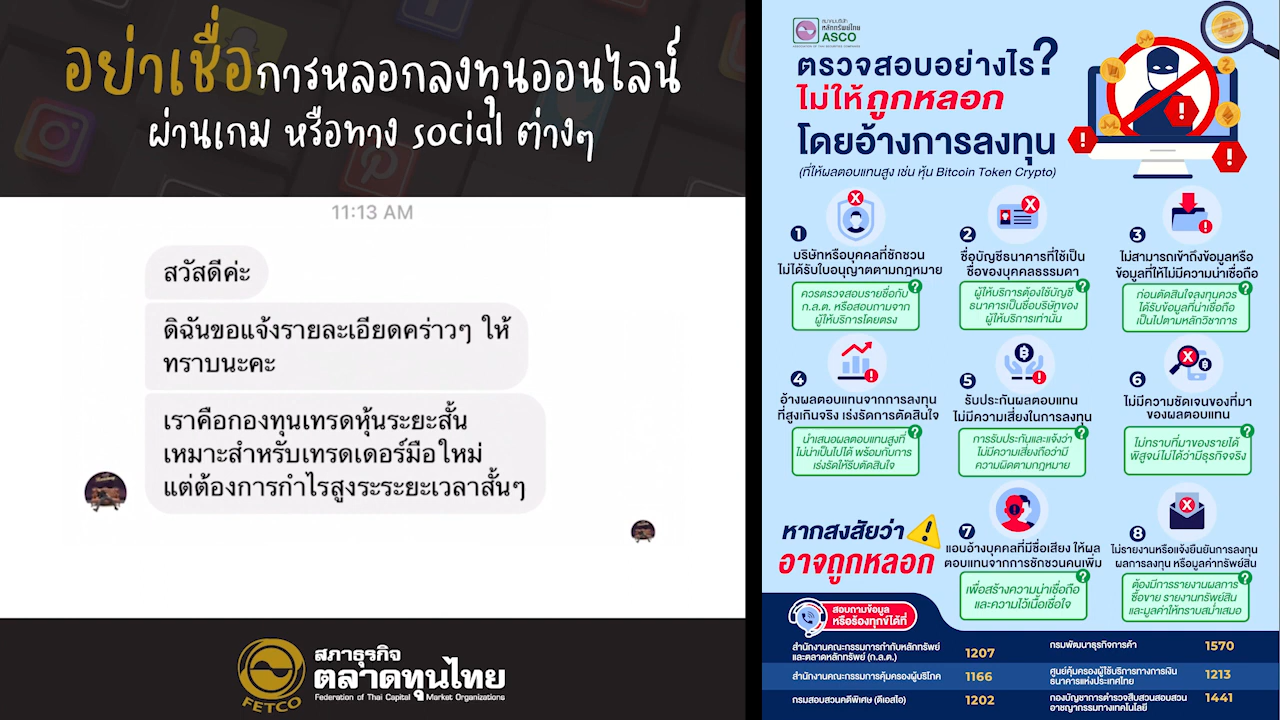 อย่าเชื่อการหลอกลงทุนออนไลน์
ผ่านเกม หรือทาง social ต่างๆ
11:13 AM
สวัสดีค่ะ
ดิฉันขอแจ้งรายละเอียดคร่าวๆ ให้
ทราบนะคะ
เราคือกองทุนเทรดหุ้นระยะสั้น
เหมาะสำหรับเทรดเดอร์มือใหม่
แต่ต้องการกำไรสูงระระยะเวลาสั้นๆ
FETCO
สภาธุรกิจ
ตลาดทุนไทย
Federation of Thai Capital Market Organizations
สมาคมบริษัท
หลักทรัพย์ไทย
ASCO
ASSOCIATION OF THAI SECURITIES COMPANIES
ตรวจสอบอย่างไร?
ไม่ให้ถูกหลอก
โดยอ้างการลงทุน
(ที่ให้ผลตอบแทนสูง เช่น หุ้น Bitcoin Token Crypto)
1
บริษัทหรือบุคคลที่ชักชวน
ไม่ได้รับใบอนุญาตตามกฎหมาย
ควรตรวจสอบรายชื่อกับ
ก.ล.ต. หรือสอบถามจาก
ผู้ให้บริการโดยตรง
2
ชื่อบัญชีธนาคารที่ใช้เป็น
ชื่อของบุคคลธรรมดา
ผู้ให้บริการต้องใช้บัญชี
ธนาคารเป็นชื่อบริษัทของ
ผู้ให้บริการเท่านั้น
3
ไม่สามารถเข้าถึงข้อมูลหรือ
ข้อมูลที่ให้ไม่มีความน่าเชื่อถือ
ก่อนตัดสินใจลงทุนควร
ได้รับข้อมูลที่น่าเชื่อถือ
เป็นไปตามหลักวิชาการ
4
อ้างผลตอบแทนจากการลงทุน
ที่สูงเกินจริง เร่งรัดการตัดสินใจ
นำเสนอผลตอบแทนสูงที่
ไม่น่าเป็นไปได้ พร้อมกับการ
เร่งรัดให้รีบตัดสินใจ
5
รับประกันผลตอบแทน
ไม่มีความเสี่ยงในการลงทุน
การรับประกันและแจ้งว่า
ไม่มีความเสี่ยงถือว่ามี
ความผิดตามกฎหมาย
6
ไม่มีความชัดเจนของที่มา
ของผลตอบแทน
ไม่ทราบที่มาของรายได้
พิสูจน์ไม่ได้ว่ามีธุรกิจจริง
หากสงสัยว่า
อาจถูกหลอก
7
แอบอ้างบุคคลที่มีชื่อเสียง ให้ผล
ตอบแทนจากการชักชวนคนเพิ่ม
เพื่อสร้างความน่าเชื่อถือ
และความไว้เนื้อเชื่อใจ
8
ไม่รายงานหรือแจ้งยืนยันการลงทุน
ผลการลงทุน หรือมูลค่าทรัพย์สิน
ต้องมีการรายงานผลการ
ซื้อขาย รายงานทรัพย์สิน
และมูลค่าให้ทราบสม่ำเสมอ
สอบถามข้อมูล
หรือร้องทุกข์ได้ที่
สำนักงานคณะกรรมการกำกับหลักทรัพย์
และตลาดหลักทรัพย์ (ก.ล.ต.) 1207
กรมพัฒนาธุรกิจการค้า 1570
สำนักงานคณะกรรมการคุ้มครองผู้บริโภค 1166
ศูนย์คุ้มครองผู้ใช้บริการทางการเงิน
ธนาคารแห่งประเทศไทย 1213
กรมสอบสวนคดีพิเศษ (ดีเอสไอ) 1202
กองบัญชาการตำรวจสืบสวนสอบสวน
อาชญากรรมทางเทคโนโลยี 1441